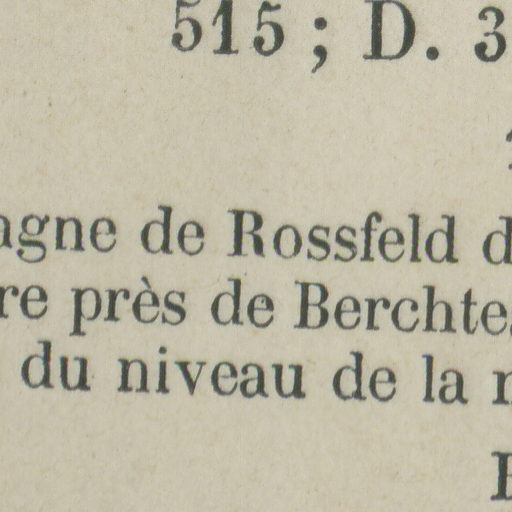 515 ; D. 3
agne de Rossfeld d
re près de Berchte
du niveau de la